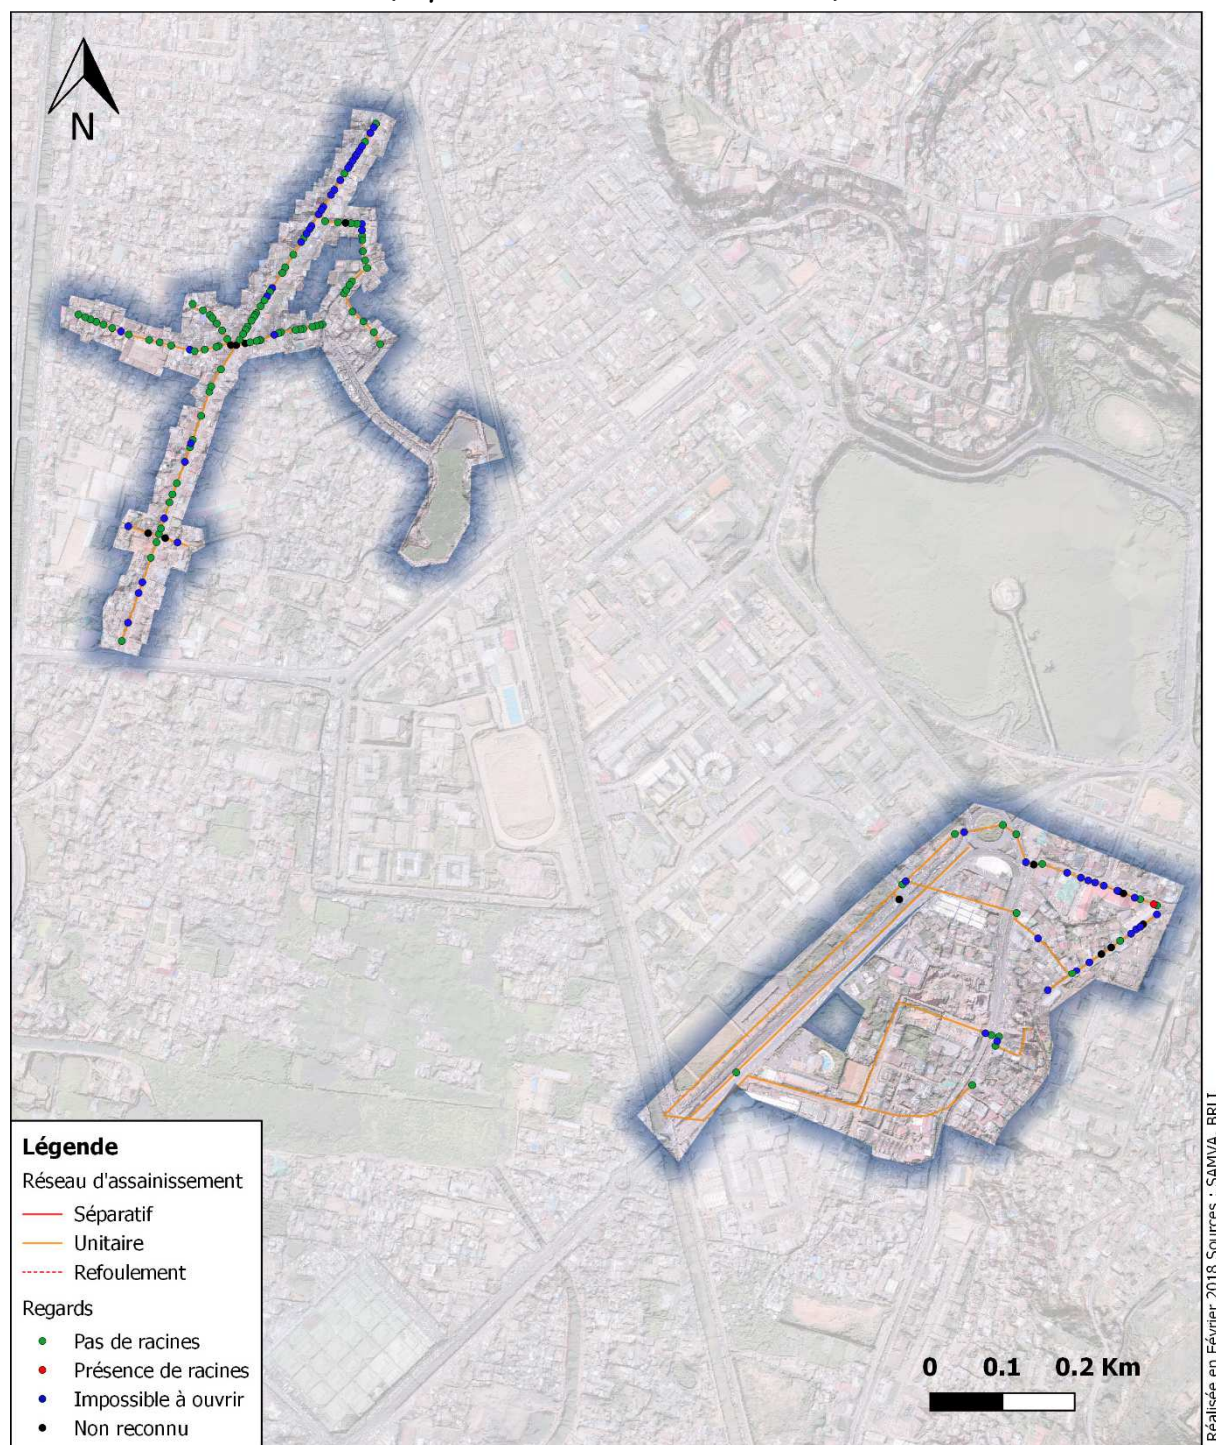 N
Légende
Réseau d'assainissement
Séparatif
Unitaire
Refoulement
Regards
Pas de racines
Présence de racines
Impossible à ouvrir
Non reconnu
0 0.1 0.2 Km
Réalisée en Février 2018 Sources : SAMVA, BRLI